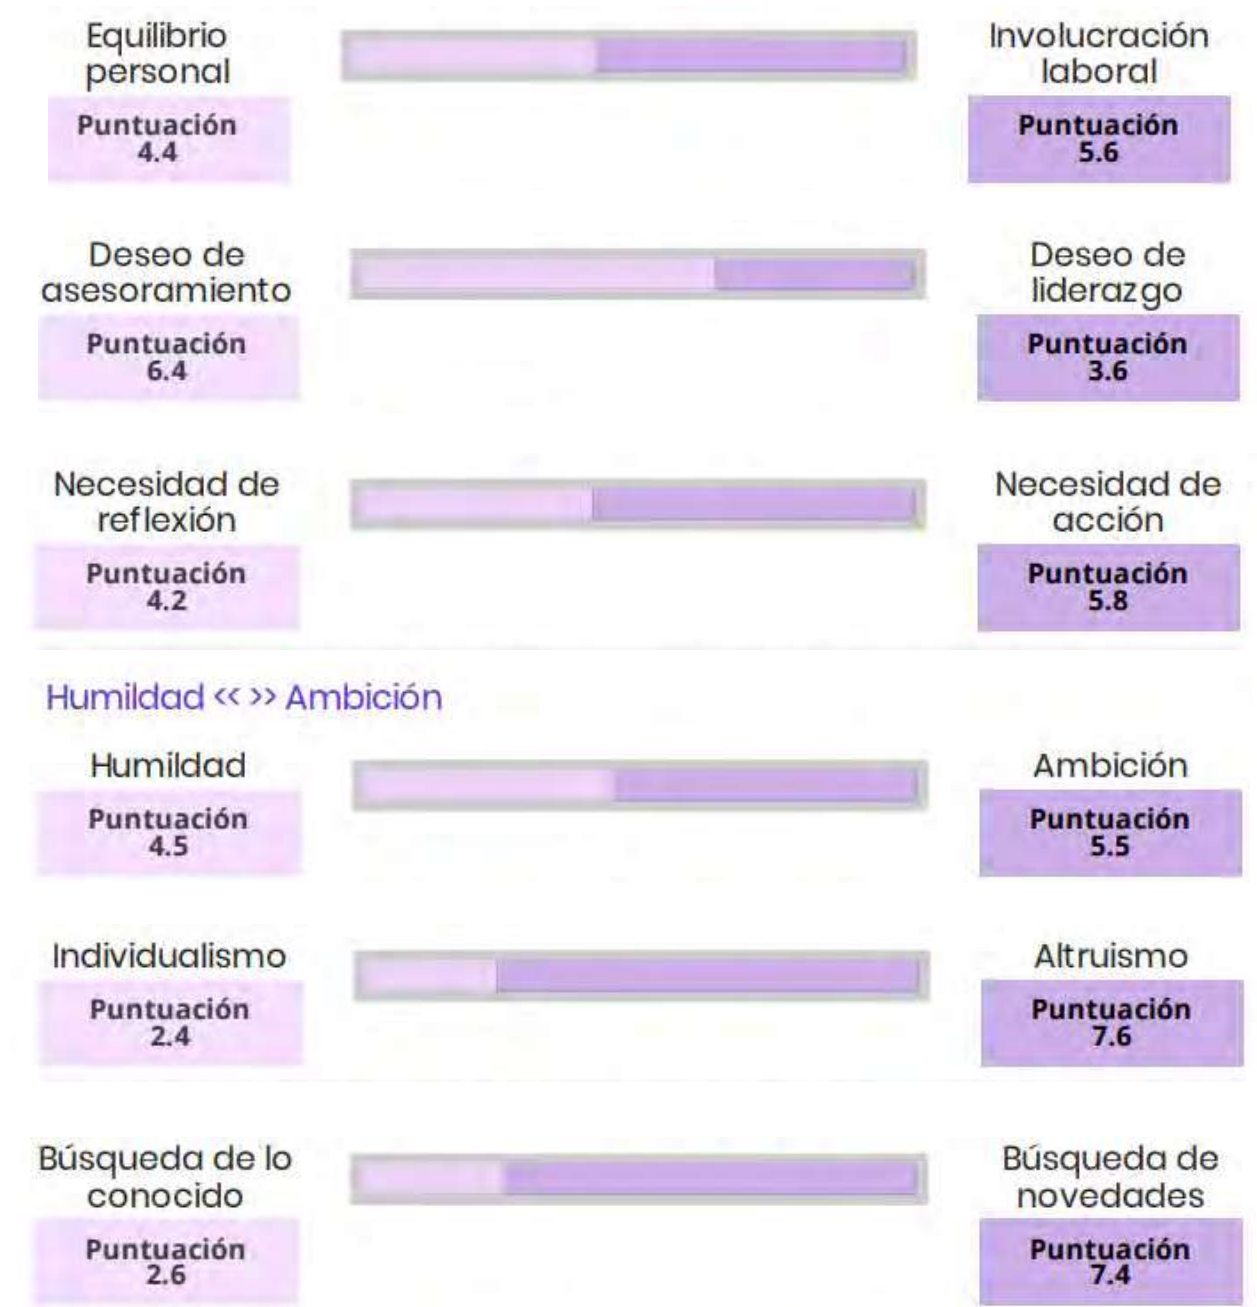 Equilibrio
personal
Puntuación
4.4
Involucración
laboral
Puntuación
5.6
Deseo de
asesoramiento
Puntuación
6.4
Deseo de
liderazgo
Puntuación
3.6
Necesidad de
reflexión
Puntuación
4.2
Necesidad de
acción
Puntuación
5.8
Humildad << >> Ambición
Humildad
Puntuación
4.5
Ambición
Puntuación
5.5
Individualismo
Puntuación
2.4
Altruismo
Puntuación
7.6
Búsqueda de lo
conocido
Puntuación
2.6
Búsqueda de
novedades
Puntuación
7.4